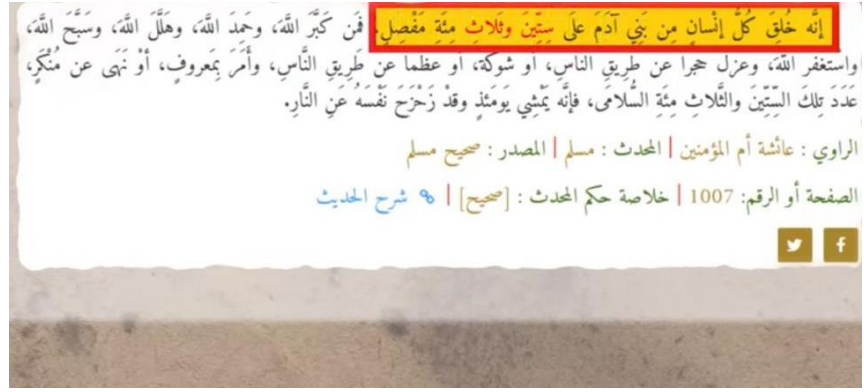 إنَّه خُلِقَ كُلُّ إنْسانٍ مِن بَنِي آدَمَ علَى سِتِّينَ وثَلاثِ مِئَةِ مَفْصِلٍ، فمَن كَبَّرَ اللَّهَ، وحَمِدَ اللَّهَ، وهَلَّلَ اللَّهَ، وسَبَّحَ اللَّهَ،
واسْتَغْفَرَ اللَّهَ، وعَزَلَ حَجَرًا عن طَرِيقِ النَّاسِ، أوْ شَوْكَةً، أوْ عَظْمًا عن طَرِيقِ النَّاسِ، وأَمَرَ بمَعروفٍ، أوْ نَهَى عن مُنْكَرٍ،
عَدَدَ تِلكَ السِّتِّينَ والثَّلاثِ مِئَةِ السُّلامَى، فإنَّه يَمْشِي يَومَئذٍ وقدْ زَحْزَحَ نَفْسَهُ عَنِ النَّارِ.
الراوي : عائشة أم المؤمنين | المحدث : مسلم | المصدر : صحيح مسلم
الصفحة أو الرقم: 1007 | خلاصة حكم المحدث : [صحيح] | شرح الحديث